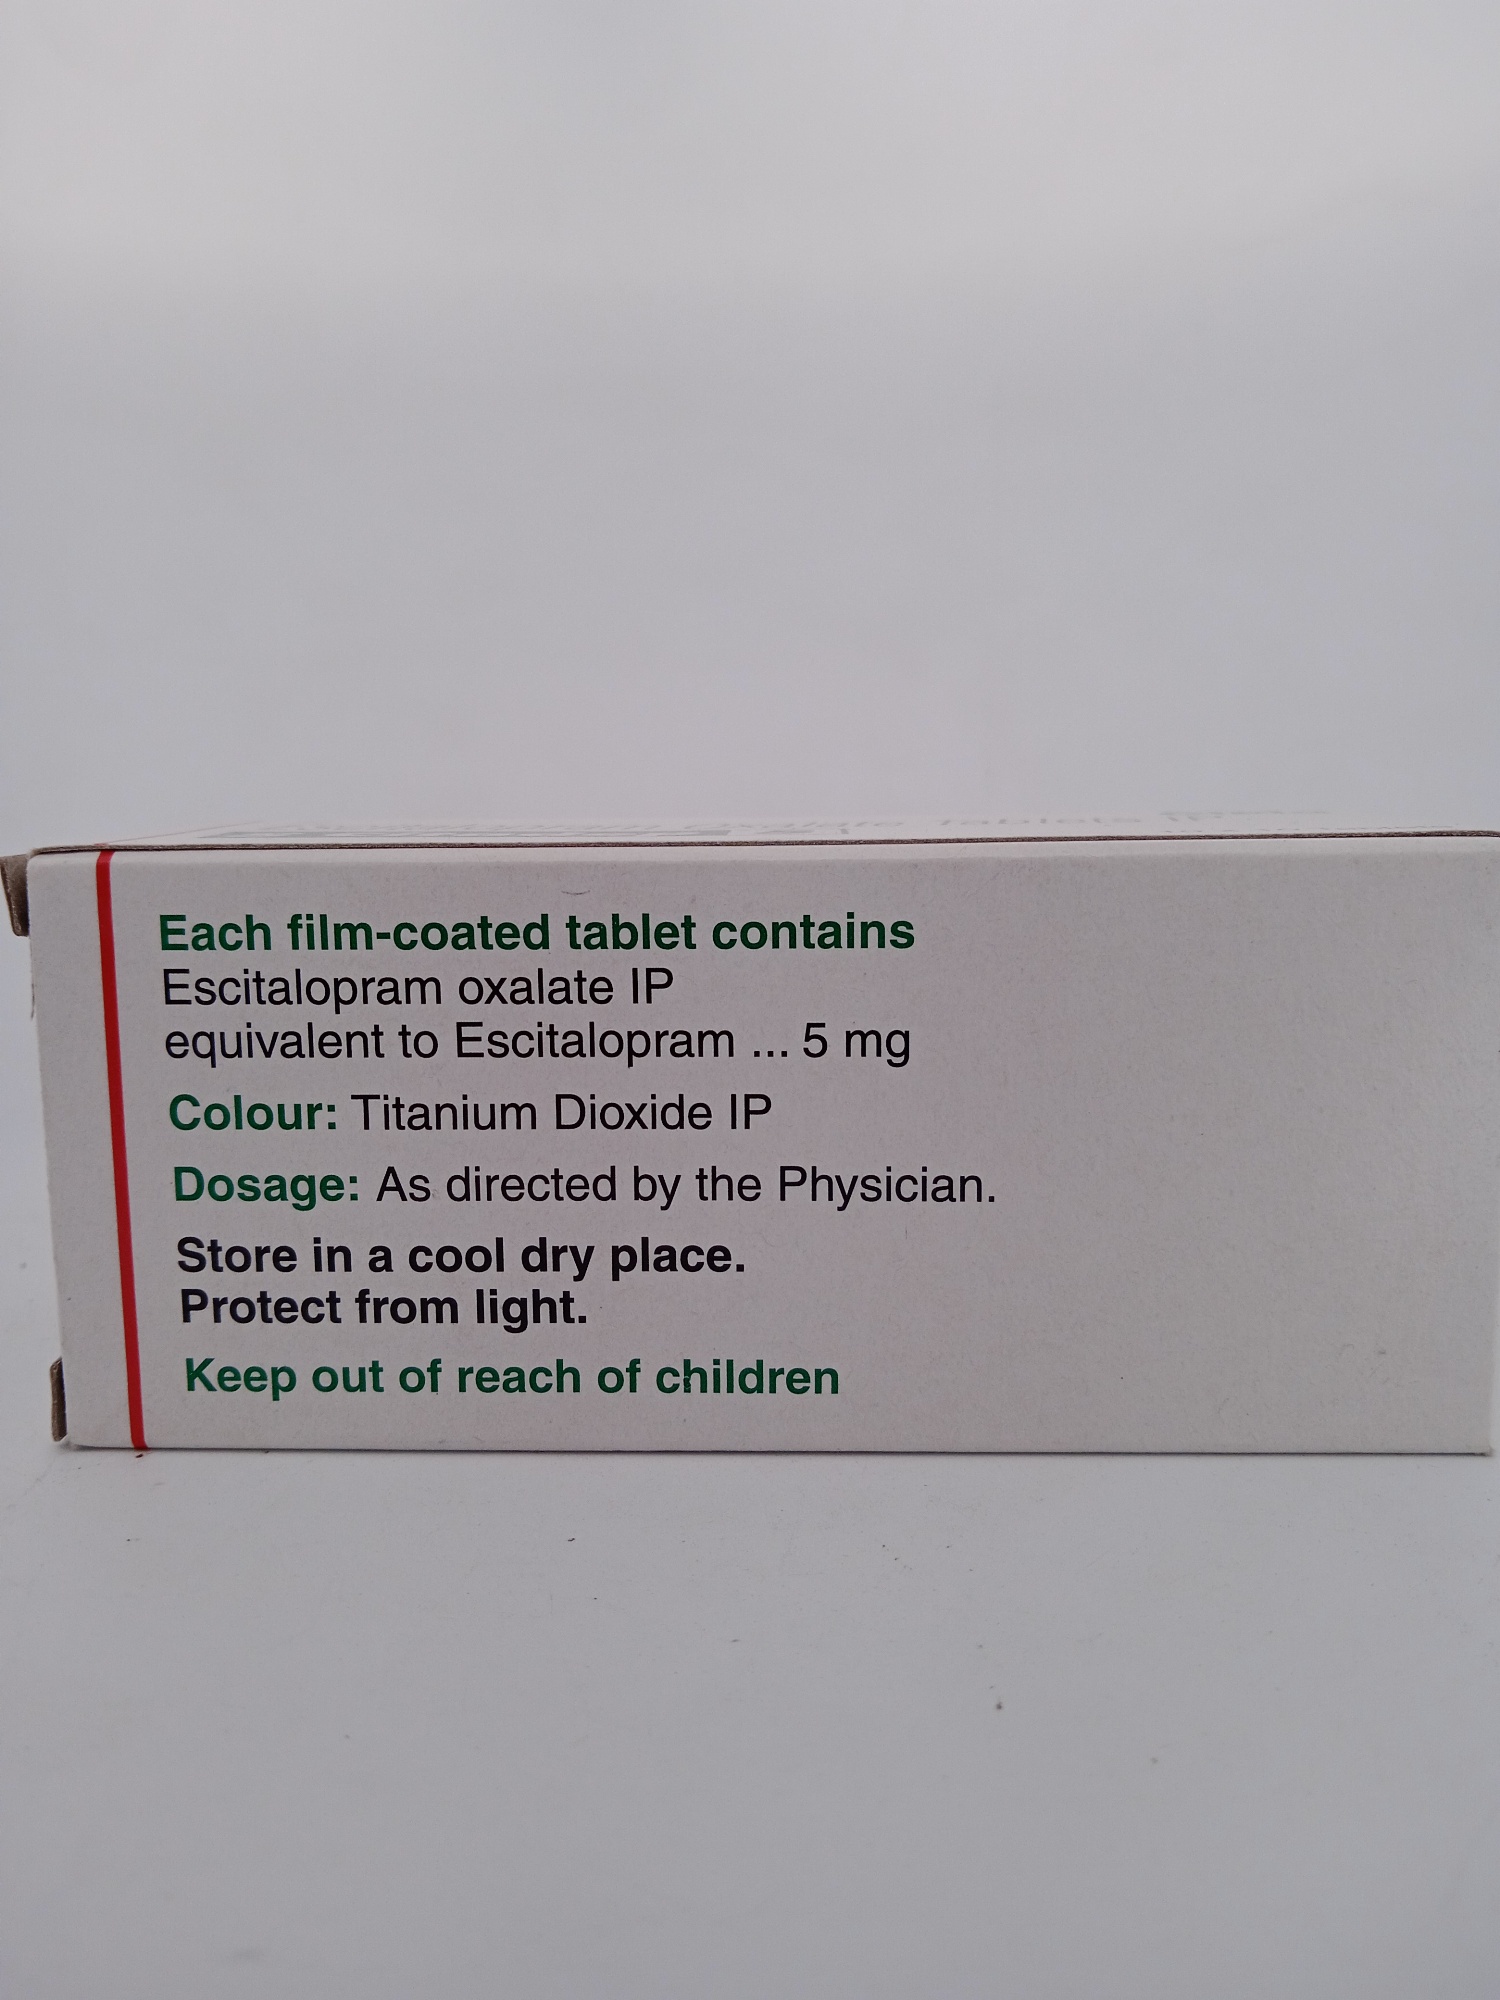 Each film-coated tablet contains
Escitalopram oxalate IP
equivalent to Escitalopram ... 5 mg
Colour: Titanium Dioxide IP
Dosage: As directed by the Physician.
Store in a cool dry place.
Protect from light.
Keep out of reach of children